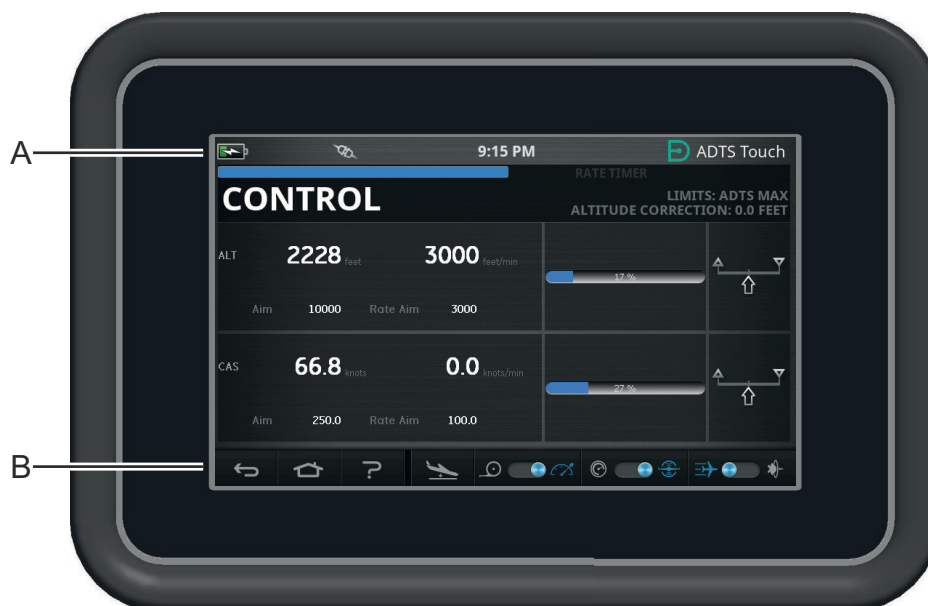 A
9:15 PM
ADTS Touch
RATE TIMER
CONTROL
LIMITS: ADTS MAX
ALTITUDE CORRECTION: 0.0 FEET
ALT 2228 feet 3000 feet/min
17 %
Aim 10000 Rate Aim 3000
CAS 66.8 knots 0.0 knots/min
27 %
Aim 250.0 Rate Aim 100.0
B
?